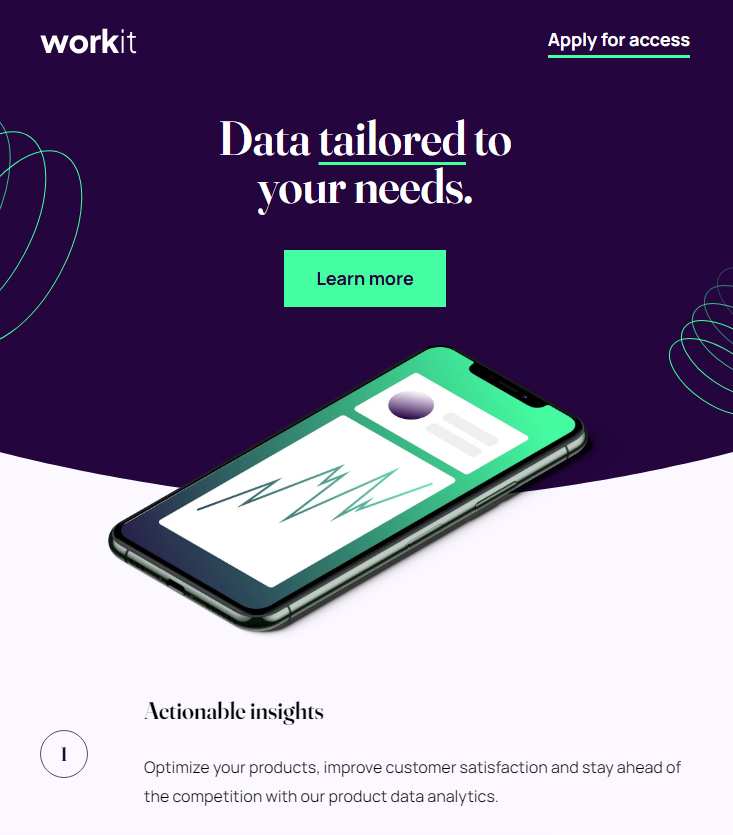 workit
Apply for access
Data tailored to
your needs.
Learn more
Actionable insights
1
Optimize your products, improve customer satisfaction and stay ahead of
the competition with our product data analytics.